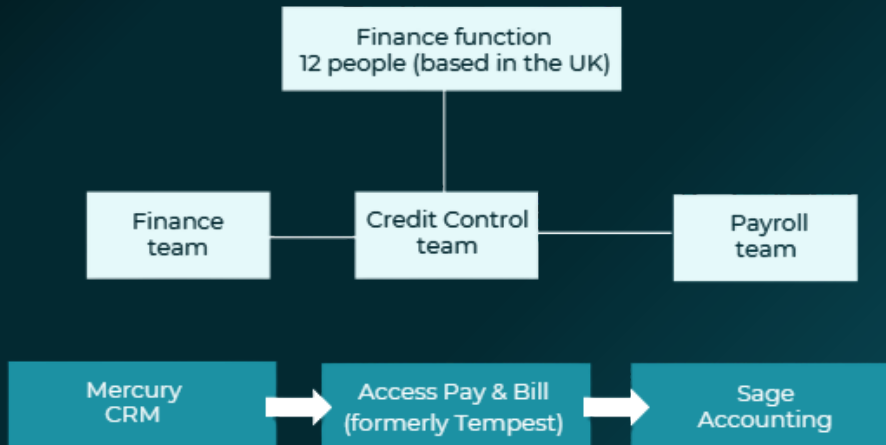 Finance function
12 people (based in the UK)
Finance
team
Credit Control
team
Payroll
team
Mercury
CRM
Access Pay & Bill
(formerly Tempest)
Sage
Accounting